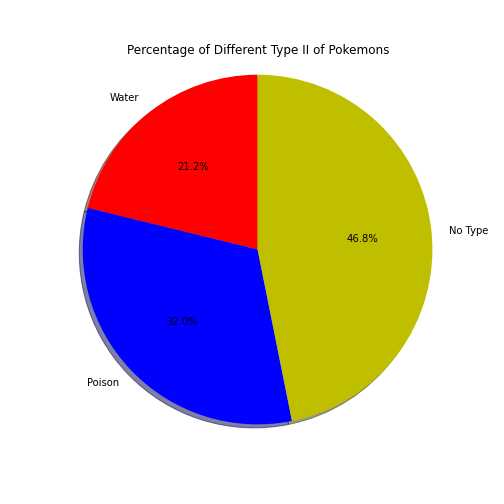 Percentage of Different Type II of Pokemons
Water
21.2%
46.8%
No Type
32.0%
Poison